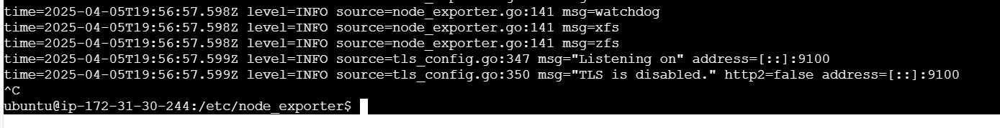 time=2025-04-05T19:56:57.598Z level=INFO source=node_exporter.go:141 msg=watchdog
time=2025-04-05T19:56:57.598Z level=INFO source=node_exporter.go:141 msg=xfs
time=2025-04-05T19:56:57.598Z level=INFO source=node_exporter.go:141 msg=zfs
time=2025-04-05T19:56:57.599Z level=INFO source=tls_config.go:347 msg="Listening on" address=[::]:9100
time=2025-04-05T19:56:57.599Z level=INFO source=tls_config.go:350 msg="TLS is disabled." http2=false address=[::]:9100
^C
ubuntu@ip-172-31-30-244:/etc/node_exporter$